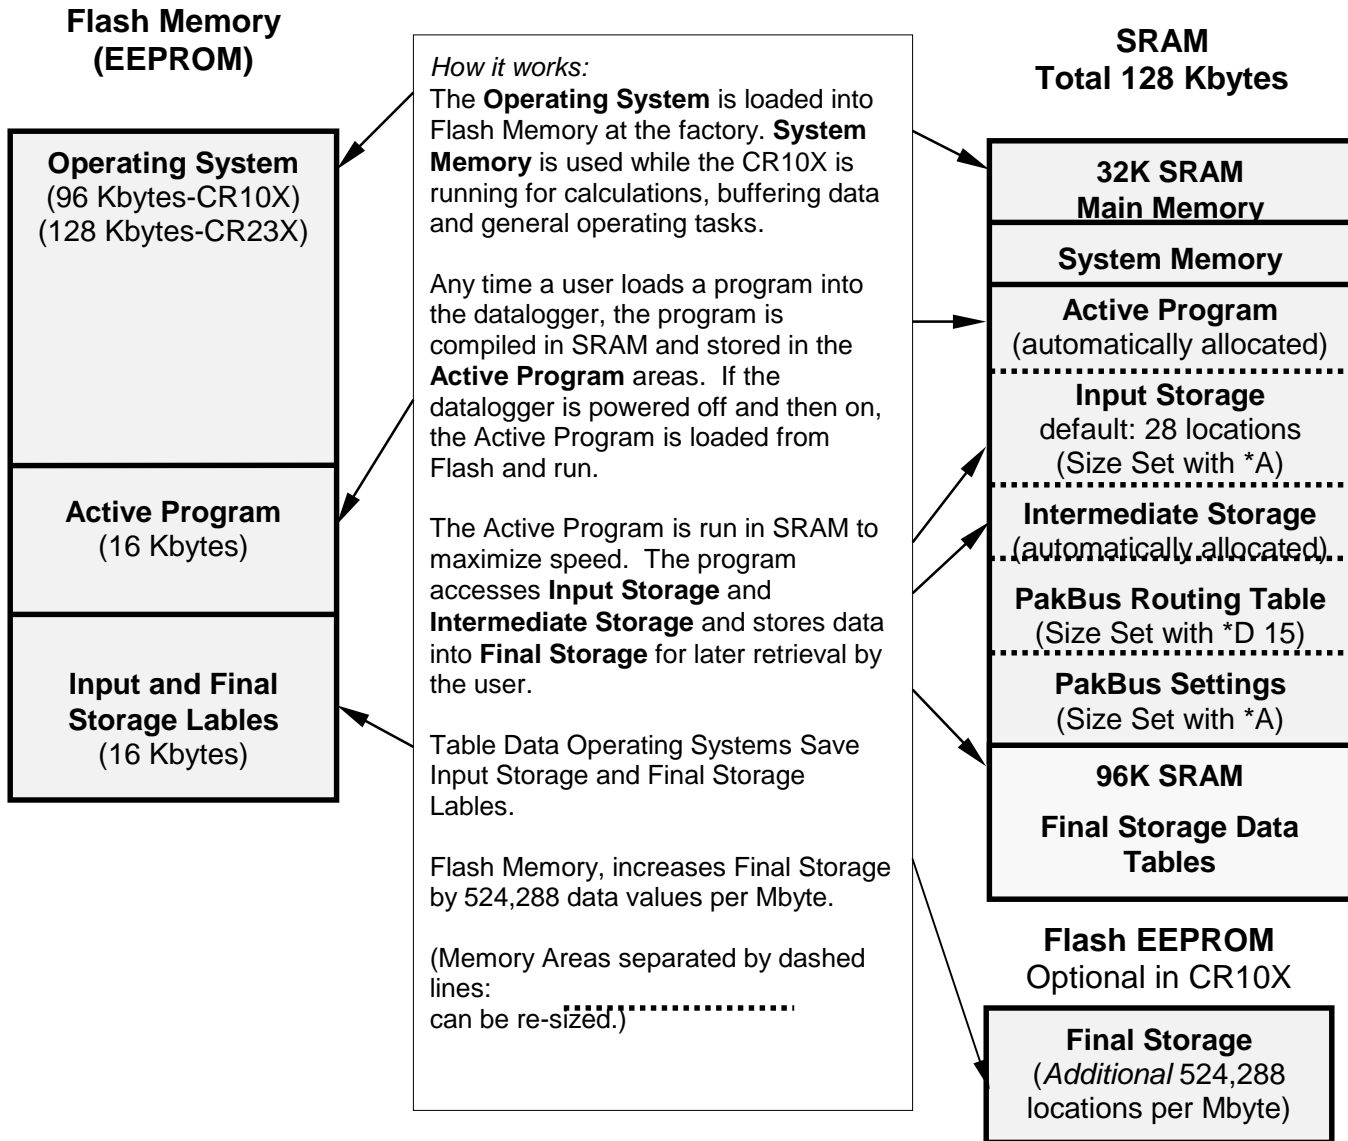 Flash Memory
(EEPROM)
Operating System
(96 Kbytes-CR10X)
(128 Kbytes-CR23X)
Active Program
(16 Kbytes)
Input and Final
Storage Lables
(16 Kbytes)
How it works:
The Operating System is loaded into
Flash Memory at the factory. System
Memory is used while the CR10X is
running for calculations, buffering data
and general operating tasks.
Any time a user loads a program into
the datalogger, the program is
compiled in SRAM and stored in the
Active Program areas.  If the
datalogger is powered off and then on,
the Active Program is loaded from
Flash and run.
The Active Program is run in SRAM to
maximize speed.  The program
accesses Input Storage and
Intermediate Storage and stores data
into Final Storage for later retrieval by
the user.
Table Data Operating Systems Save
Input Storage and Final Storage
Lables.
Flash Memory, increases Final Storage
by 524,288 data values per Mbyte.
(Memory Areas separated by dashed
lines:
can be re-sized.)
SRAM
Total 128 Kbytes
32K SRAM
Main Memory
System Memory
Active Program
(automatically allocated)
Input Storage
default: 28 locations
(Size Set with *A)
Intermediate Storage
(automatically allocated)
PakBus Routing Table
(Size Set with *D 15)
PakBus Settings
(Size Set with *A)
96K SRAM
Final Storage Data
Tables
Flash EEPROM
Optional in CR10X
Final Storage
(Additional 524,288
locations per Mbyte)